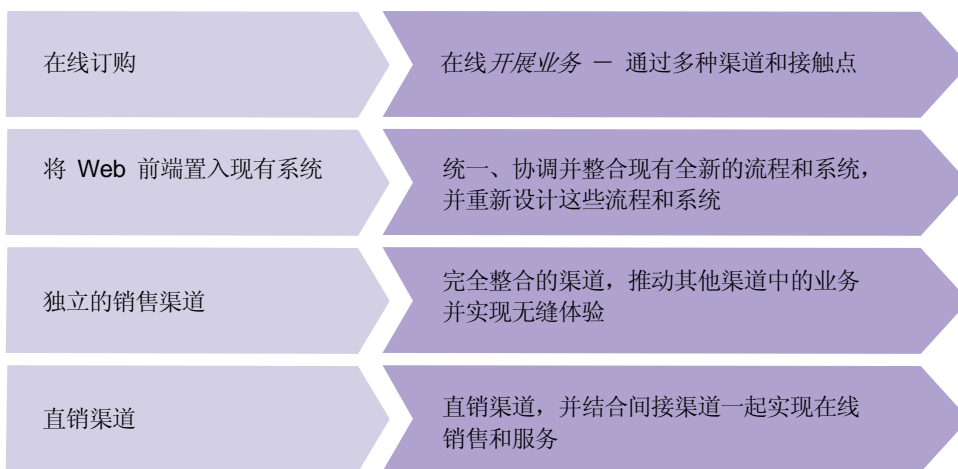 在线订购
在线开展业务 － 通过多种渠道和接触点
将 Web 前端置入现有系统
统一、协调并整合现有全新的流程和系统，
并重新设计这些流程和系统
独立的销售渠道
完全整合的渠道，推动其他渠道中的业务
并实现无缝体验
直销渠道
直销渠道，并结合间接渠道一起实现在线
销售和服务